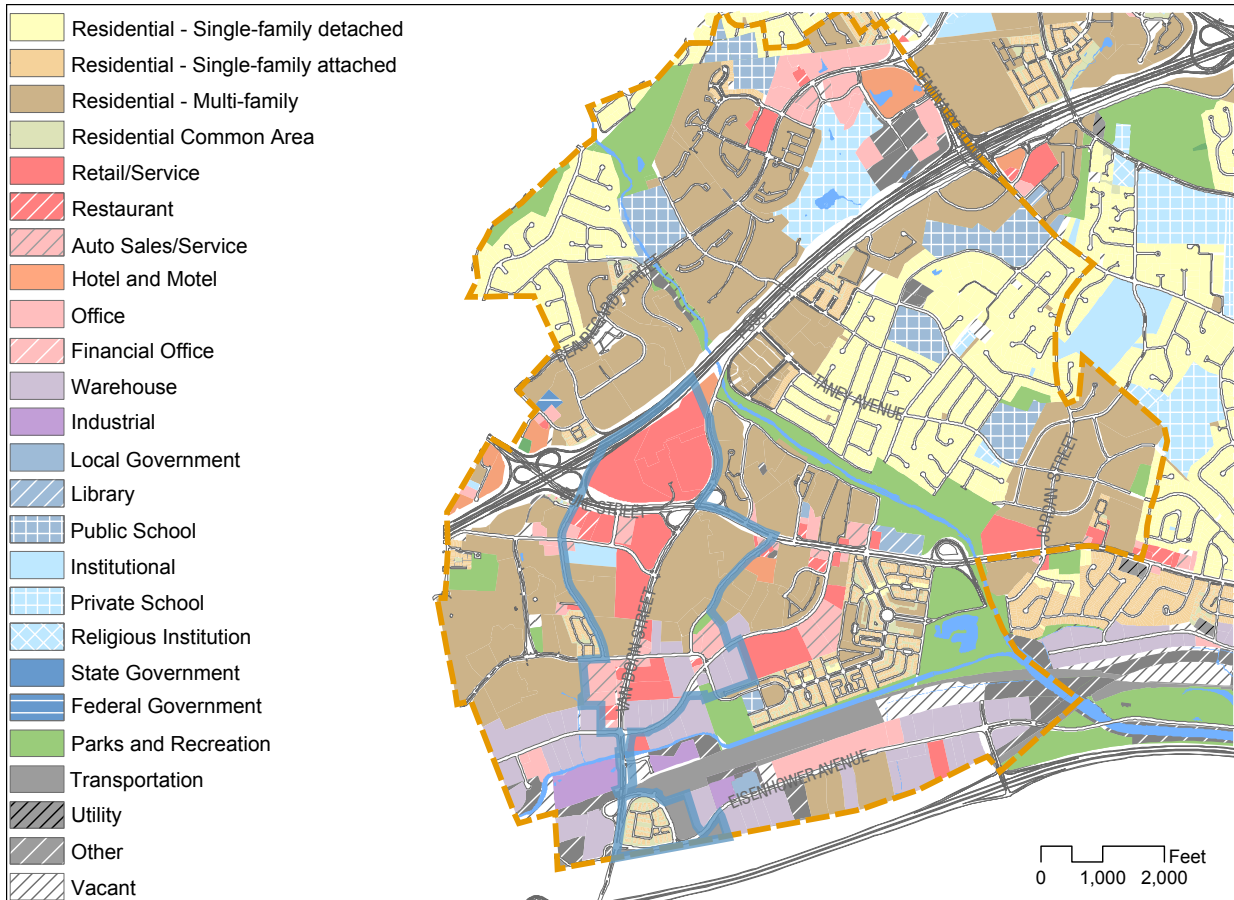 Residential - Single-family detached
Residential - Single-family attached
Residential - Multi-family
Residential Common Area
Retail/Service
Restaurant
Auto Sales/Service
Hotel and Motel
Office
Financial Office
Warehouse
Industrial
Local Government
Library
Public School
Institutional
Private School
Religious Institution
State Government
Federal Government
Parks and Recreation
Transportation
Utility
Other
Vacant
BEAUREGARD STREET
TANEY AVENUE
JORDAN STREET
STREET
VAN DORN STREET
EISENHOWER AVENUE
Feet
0 1,000 2,000